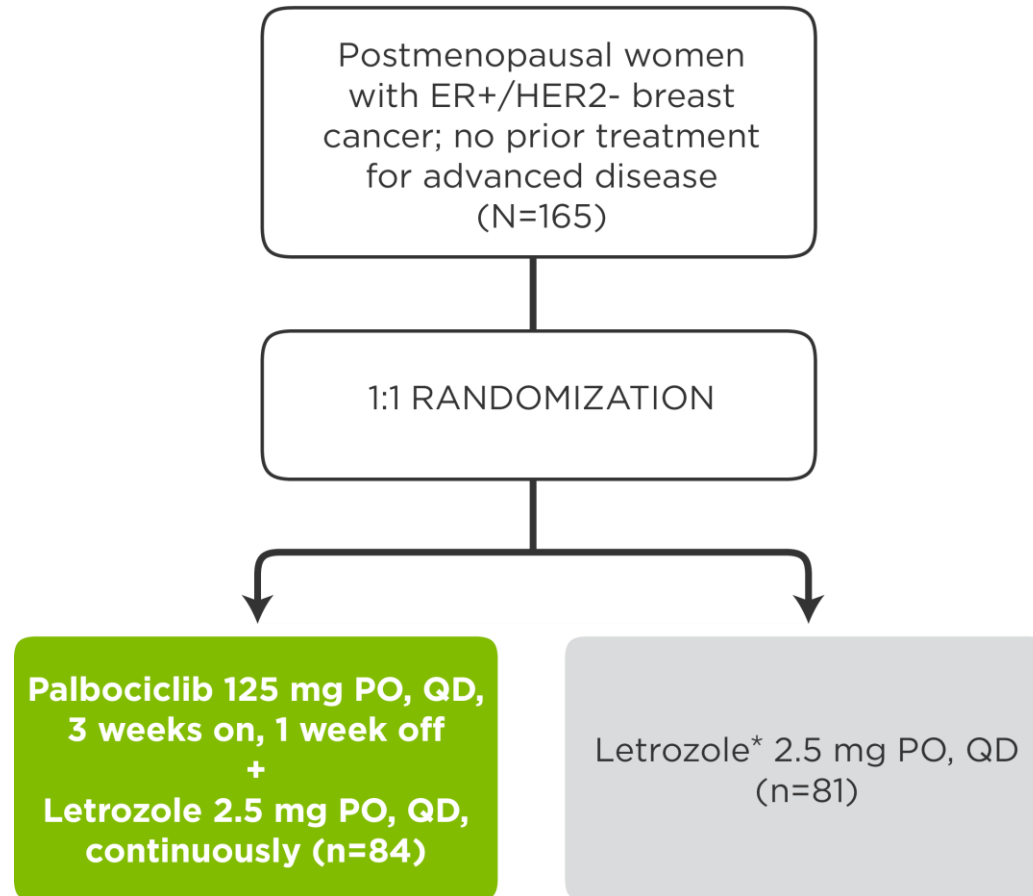 Postmenopausal women
with ER+/HER2- breast
cancer; no prior treatment
for advanced disease
(N=165)
1:1 RANDOMIZATION
Palbociclib 125 mg PO, QD,
3 weeks on, 1 week off
+
Letrozole 2.5 mg PO, QD,
continuously (n=84)
Letrozole* 2.5 mg PO, QD
(n=81)